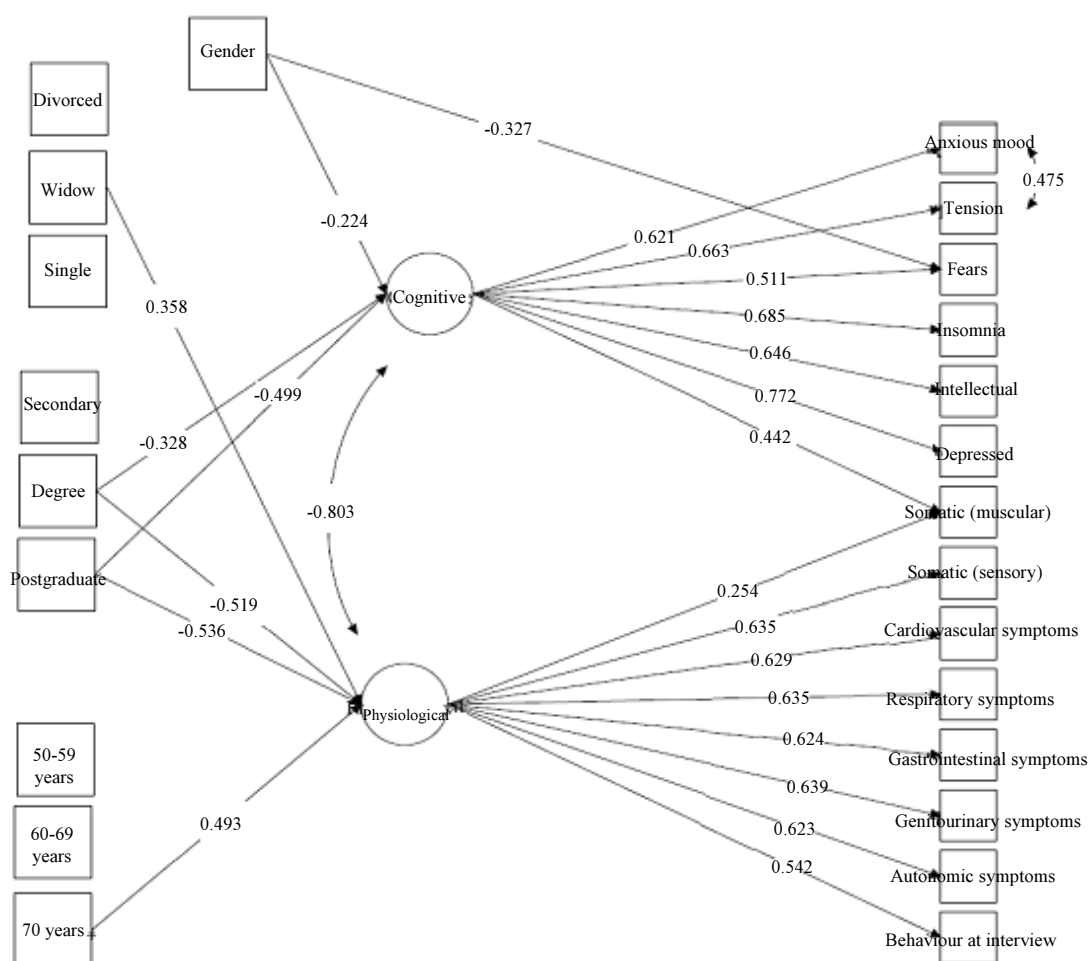 Gender
Divorced
Widow
Single
Secondary
Degree
Postgraduate
50-59
years
60-69
years
70 years
-0.327
-0.224
0.358
-0.499
-0.328
-0.803
-0.519
-0.536
0.493
Cognitive
Physiological
0.621
0.663
0.511
0.685
0.646
0.772
0.442
0.254
0.635
0.629
0.635
0.624
0.639
0.623
0.542
Anxious mood
0.475
Tension
Fears
Insomnia
Intellectual
Depressed
Somatic (muscular)
Somatic (sensory)
Cardiovascular symptoms
Respiratory symptoms
Gastrointestinal symptoms
Genitourinary symptoms
Autonomic symptoms
Behaviour at interview